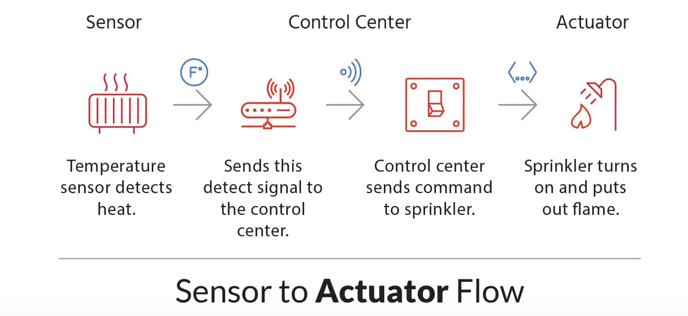 Sensor
Control Center
Actuator
F°
Temperature
sensor detects
heat.
Sends this
detect signal to
the control
center.
Control center
sends command
to sprinkler.
Sprinkler turns
on and puts
out flame.
Sensor to Actuator Flow